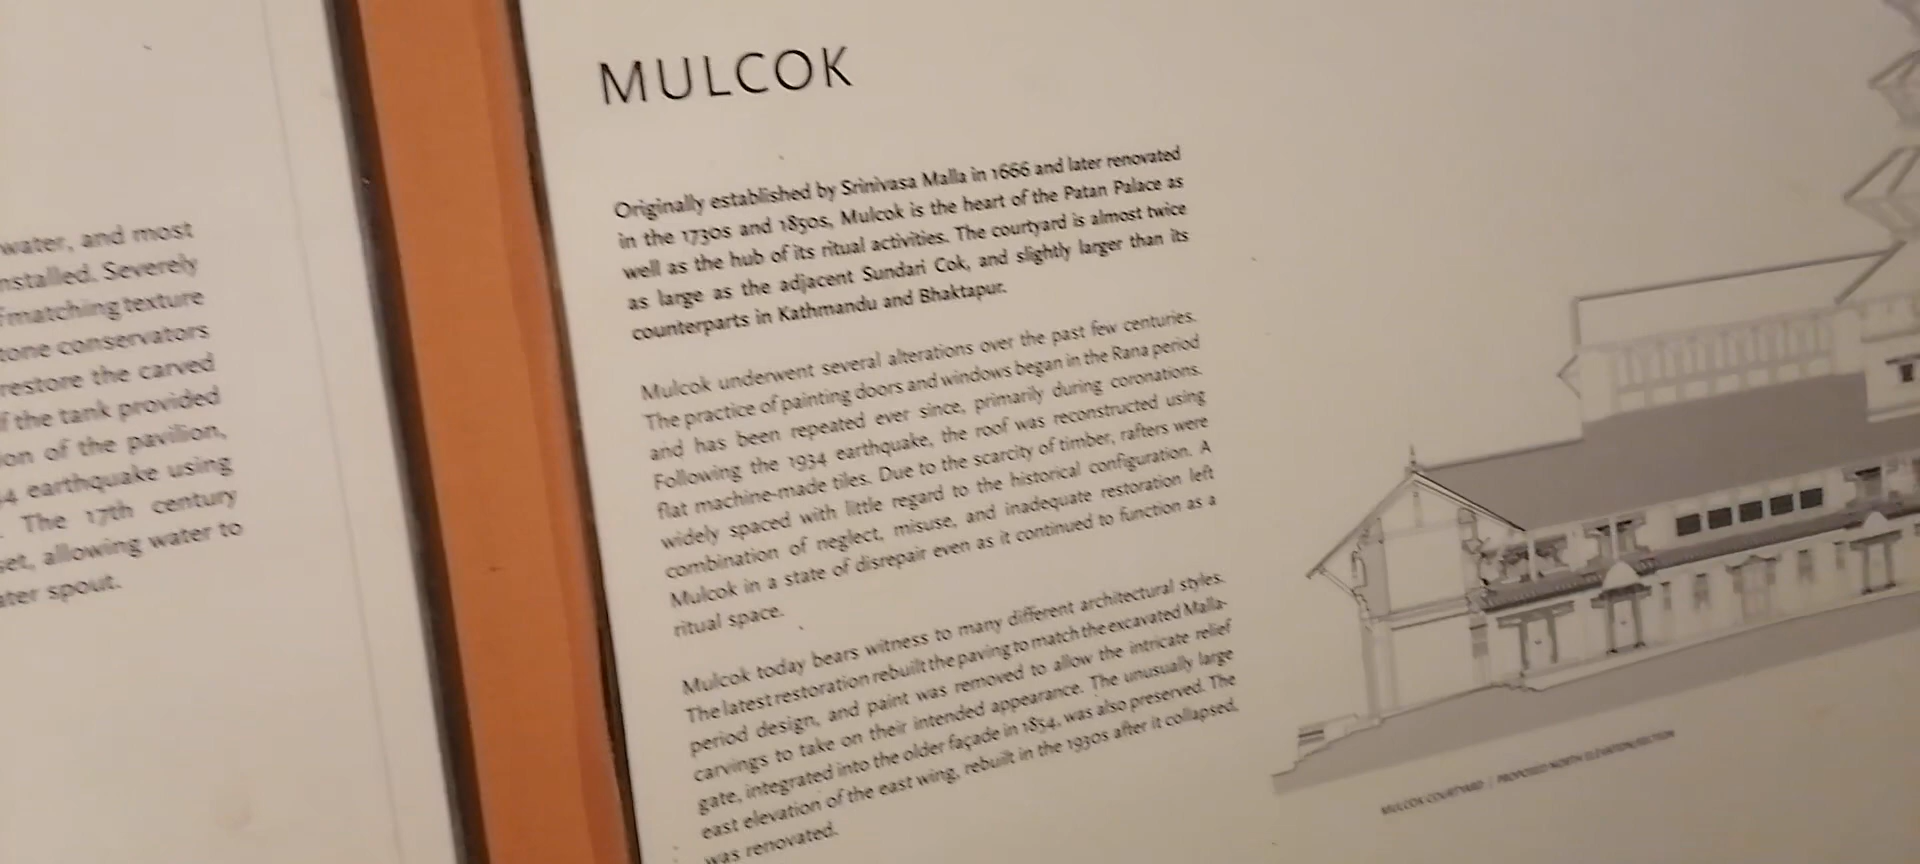 water, and most
nstalled. Severely
matching texture
tone conservators
restore the carved
f the tank provided
ion of the pavilion,
4 earthquake using
. The 17th century
set, allowing water to
ater spout.
MULCOK
Originally established by Srinivasa Malla in 1666 and later renovated
in the 1730s and 1850s, Mulcok is the heart of the Patan Palace as
well as the hub of its ritual activities. The courtyard is almost twice
as large as the adjacent Sundari Cok, and slightly larger than its
counterparts in Kathmandu and Bhaktapur.
Mulcok underwent several alterations over the past few centuries.
The practice of painting doors and windows began in the Rana period
and has been repeated ever since, primarily during coronations.
Following the 1934 earthquake, the roof was reconstructed using
flat machine-made tiles. Due to the scarcity of timber, rafters were
widely spaced with little regard to the historical configuration. A
combination of neglect, misuse, and inadequate restoration left
Mulcok in a state of disrepair even as it continued to function as a
ritual space.
Mulcok today bears witness to many different architectural styles.
The latest restoration rebuilt the paving to match the excavated Malla-
period design, and paint was removed to allow the intricate relief
carvings to take on their intended appearance. The unusually large
gate, integrated into the older façade in 1854, was also preserved. The
east elevation of the east wing, rebuilt in the 1930s after it collapsed,
was renovated.
MULCOK COURTYARD | PROPOSED NORTH ELEVATION/SECTION